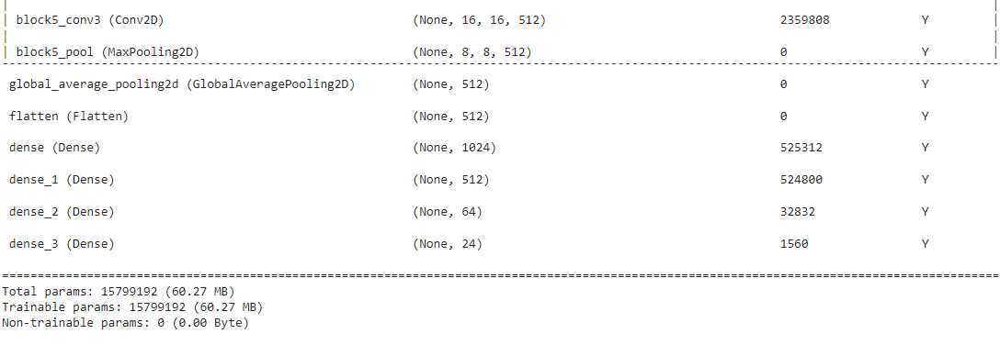 | block5_conv3 (Conv2D) (None, 16, 16, 512) 2359808 Y |
| |
| block5_pool (MaxPooling2D) (None, 8, 8, 512) 0 Y |
---------------------------------------------------------------------------------------------------------------------------------------------
global_average_pooling2d (GlobalAveragePooling2D) (None, 512) 0 Y
flatten (Flatten) (None, 512) 0 Y
dense (Dense) (None, 1024) 525312 Y
dense_1 (Dense) (None, 512) 524800 Y
dense_2 (Dense) (None, 64) 32832 Y
dense_3 (Dense) (None, 24) 1560 Y
=============================================================================================================================================
Total params: 15799192 (60.27 MB)
Trainable params: 15799192 (60.27 MB)
Non-trainable params: 0 (0.00 Byte)